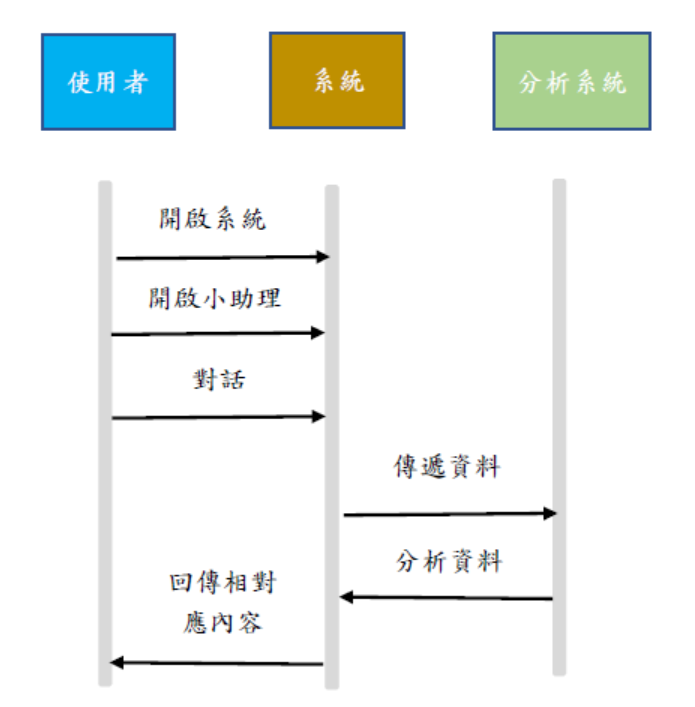 使用者
系統
分析系統
開啟系統
開啟小助理
對話
傳遞資料
分析資料
回傳相對
應內容